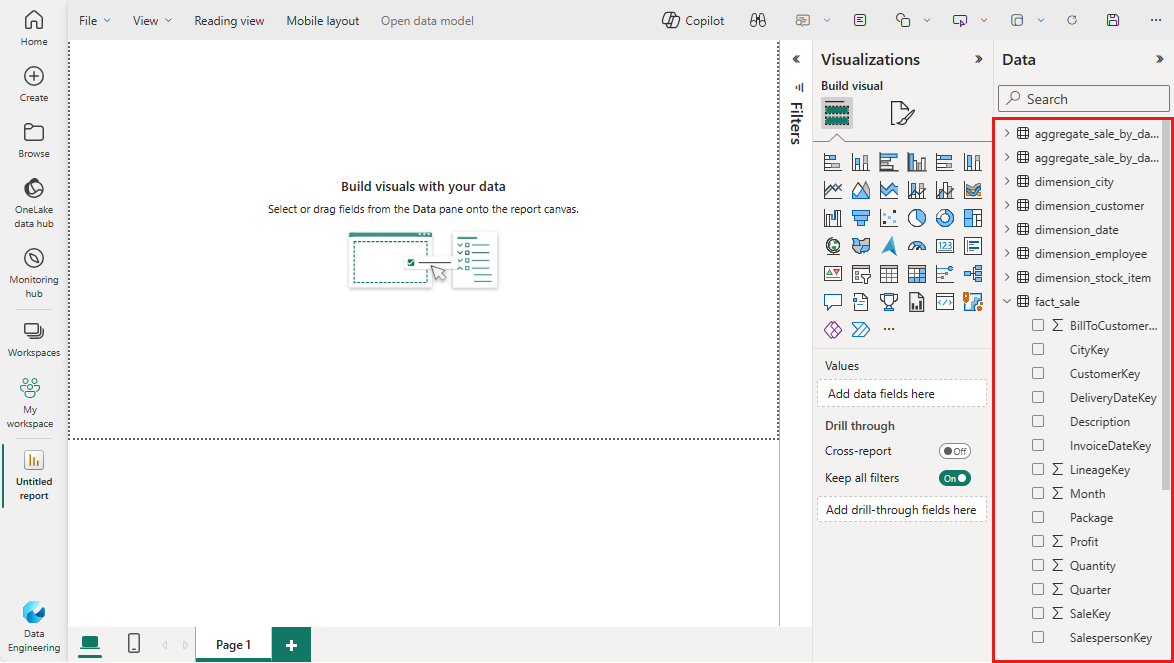 File
View
Reading view
Mobile layout
Open data model
Copilot
Home
Create
Browse
OneLake
data hub
Monitoring
hub
Workspaces
My
workspace
Untitled
report
Data
Engineering
Build visuals with your data
Select or drag fields from the Data pane onto the report canvas.
Page 1
Filters
Visualizations
Build visual
123
Values
Add data fields here
Drill through
Cross-report
Off
Keep all filters
On
Add drill-through fields here
Data
Search
aggregate_sale_by_da...
aggregate_sale_by_da...
dimension_city
dimension_customer
dimension_date
dimension_employee
dimension_stock_item
fact_sale
∑ BillToCustomer...
CityKey
CustomerKey
DeliveryDateKey
Description
InvoiceDateKey
∑ LineageKey
∑ Month
Package
∑ Profit
∑ Quantity
∑ Quarter
∑ SaleKey
SalespersonKey